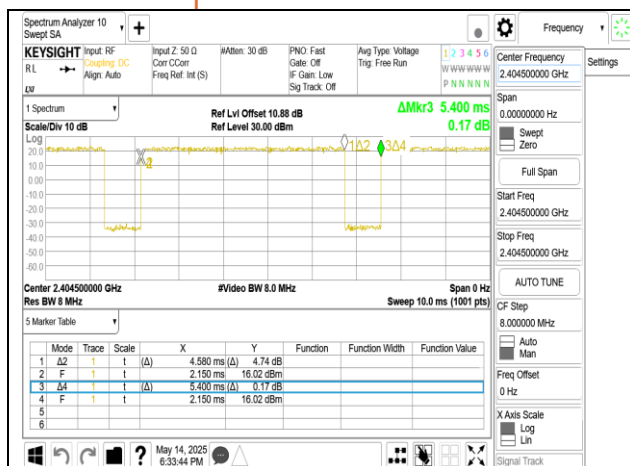 Spectrum Analyzer 10
Swept SA
Frequency
KEYSIGHT Input: RF Input Z: 50 Ω #Atten: 30 dB PNO: Fast Avg Type: Voltage 1 2 3 4 5 6
RL Coupling: DC Corr CCorr Gate: Off Trig: Free Run
Align: Auto Freq Ref: Int (S) IF Gain: Low W W W W W W
Sig Track: Off P N N N N N
LXI
Center Frequency
2.404500000 GHz
Settings
Span
0.00000000 Hz
Swept
Zero
Full Span
Start Freq
2.404500000 GHz
Stop Freq
2.404500000 GHz
AUTO TUNE
CF Step
8.000000 MHz
Auto
Man
Freq Offset
0 Hz
X Axis Scale
Log
Lin
Signal Track
1 Spectrum
Scale/Div 10 dB
Ref Lvl Offset 10.88 dB
Ref Level 30.00 dBm
ΔMkr3 5.400 ms
0.17 dB
Log
20.0
10.0
0.00
-10.0
-20.0
-30.0
-40.0
-50.0
-60.0
1Δ2 3Δ4
Center 2.404500000 GHz #Video BW 8.0 MHz Span 0 Hz
Res BW 8 MHz Sweep 10.0 ms (1001 pts)
5 Marker Table
Mode Trace Scale X Y Function Function Width Function Value
1 Δ2 1 t (Δ) 4.580 ms (Δ) 4.74 dB
2 F 1 t 2.150 ms 16.02 dBm
3 Δ4 1 t (Δ) 5.400 ms (Δ) 0.17 dB
4 F 1 t 2.150 ms 16.02 dBm
5
6
? May 14, 2025
6:33:44 PM